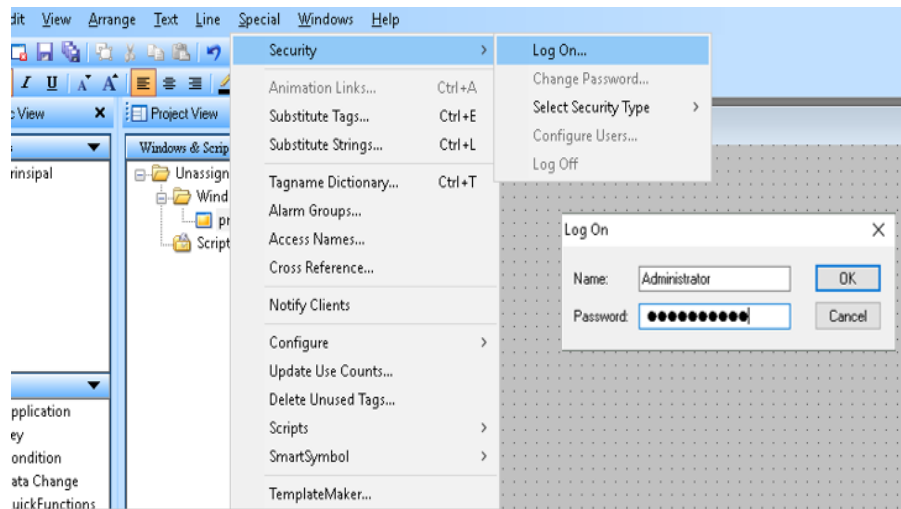 dit View Arrange Text Line Special Windows Help
I U A A
View Project View
Windows & Scrip
rinsipal
Unassign
Wind
pr
Script
Security
Animation Links... Ctrl+A
Substitute Tags... Ctrl+E
Substitute Strings... Ctrl+L
Tagname Dictionary... Ctrl+T
Alarm Groups...
Access Names...
Cross Reference...
Notify Clients
Configure
Update Use Counts...
Delete Unused Tags...
Scripts
SmartSymbol
TemplateMaker...
Log On...
Change Password...
Select Security Type
Configure Users...
Log Off
Log On
Name: Administrator OK
Password: ●●●●●●●●●● Cancel
pplication
ey
ondition
ata Change
uickFunctions